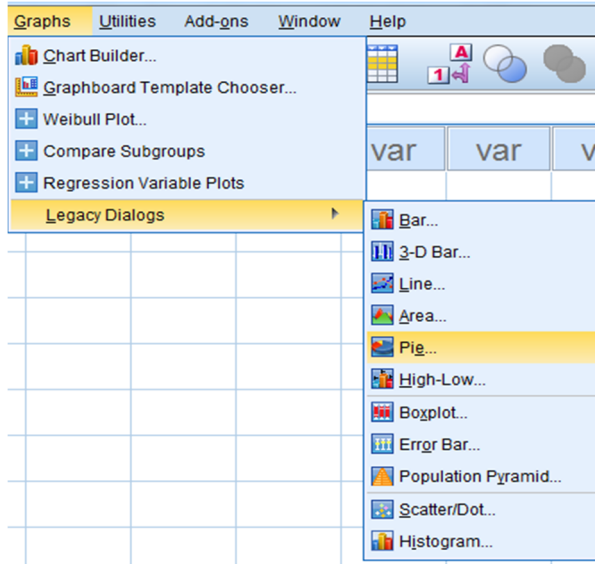 Graphs Utilities Add-ons Window Help
Chart Builder...
Graphboard Template Chooser...
A
1
Weibull Plot...
Compare Subgroups
var var
Regression Variable Plots
Legacy Dialogs
Bar...
3-D Bar...
Line...
Area...
Pie...
High-Low...
Boxplot...
Error Bar...
Population Pyramid...
Scatter/Dot...
Histogram...